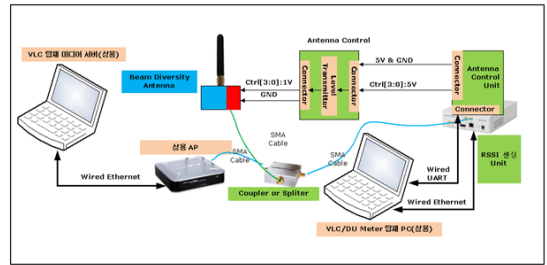 Antenna Control
VLC 탑재 미디어 서버(상용)
Beam Diversity
Antenna
Ctrl[3:0]:1V
GND
Connector
Level
Transmitter
Connector
5V & GND
Ctrl[3:0]:5V
Connector
Antenna
Control
Unit
Connector
상용 AP
SMA
Cable
SMA
Cable
SMA
Cable
Coupler or Spliter
Wired Ethernet
Wired
UART
Wired Ethernet
RSSI 센싱
Unit
VLC/DU Meter 탑재 PC(상용)